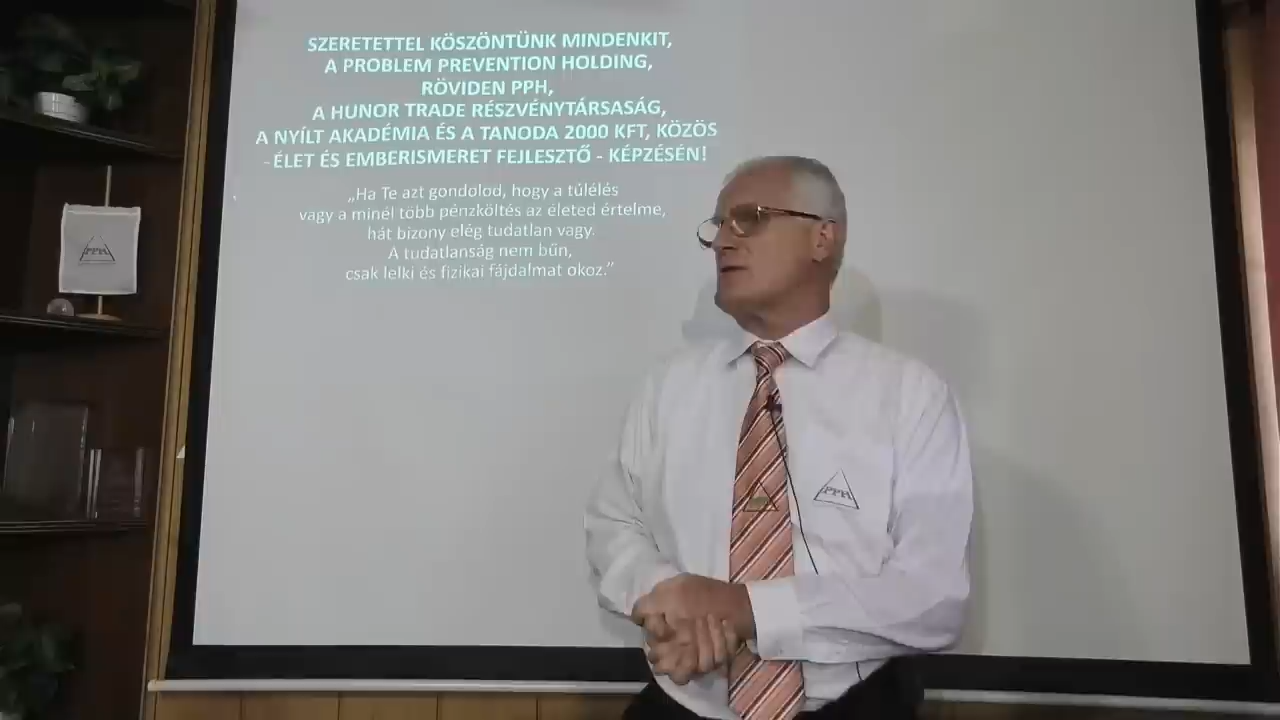 SZERETETTEL KÖSZÖNTÜNK MINDENKIT,
A PROBLEM PREVENTION HOLDING,
RÖVIDEN PPH,
A HUNOR TRADE RÉSZVÉNYTÁRSASÁG,
A NYÍLT AKADÉMIA ÉS A TANODA 2000 KFT, KÖZÖS
- ÉLET ÉS EMBERISMERET FEJLESZTŐ - KÉPZÉSÉN!
„Ha Te azt gondolod, hogy a túlélés
vagy a minél több pénzköltés az életed értelme,
hát bizony elég tudatlan vagy.
A tudatlanság nem bűn,
csak lelki és fizikai fájdalmat okoz.”
PPH
PPH